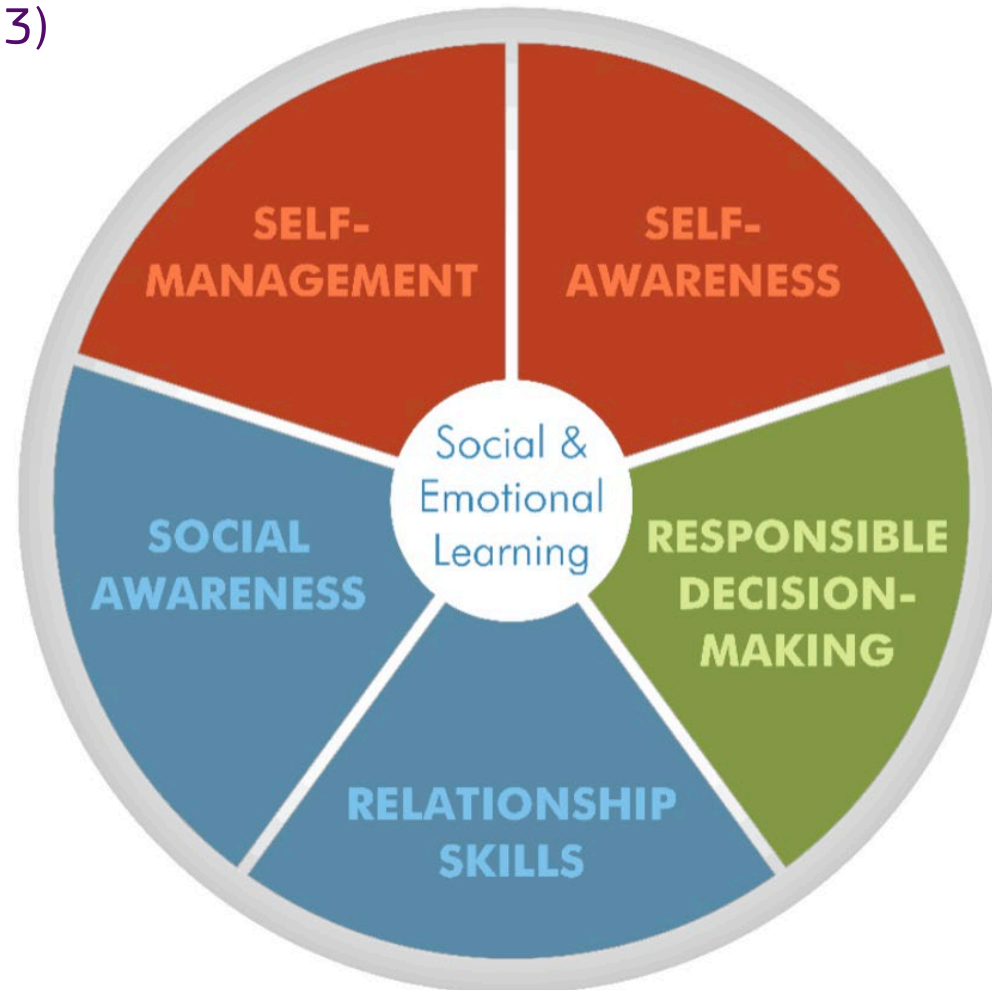 3)
SELF-
MANAGEMENT
SELF-
AWARENESS
Social &
Emotional
Learning
SOCIAL
AWARENESS
RESPONSIBLE
DECISION-
MAKING
RELATIONSHIP
SKILLS